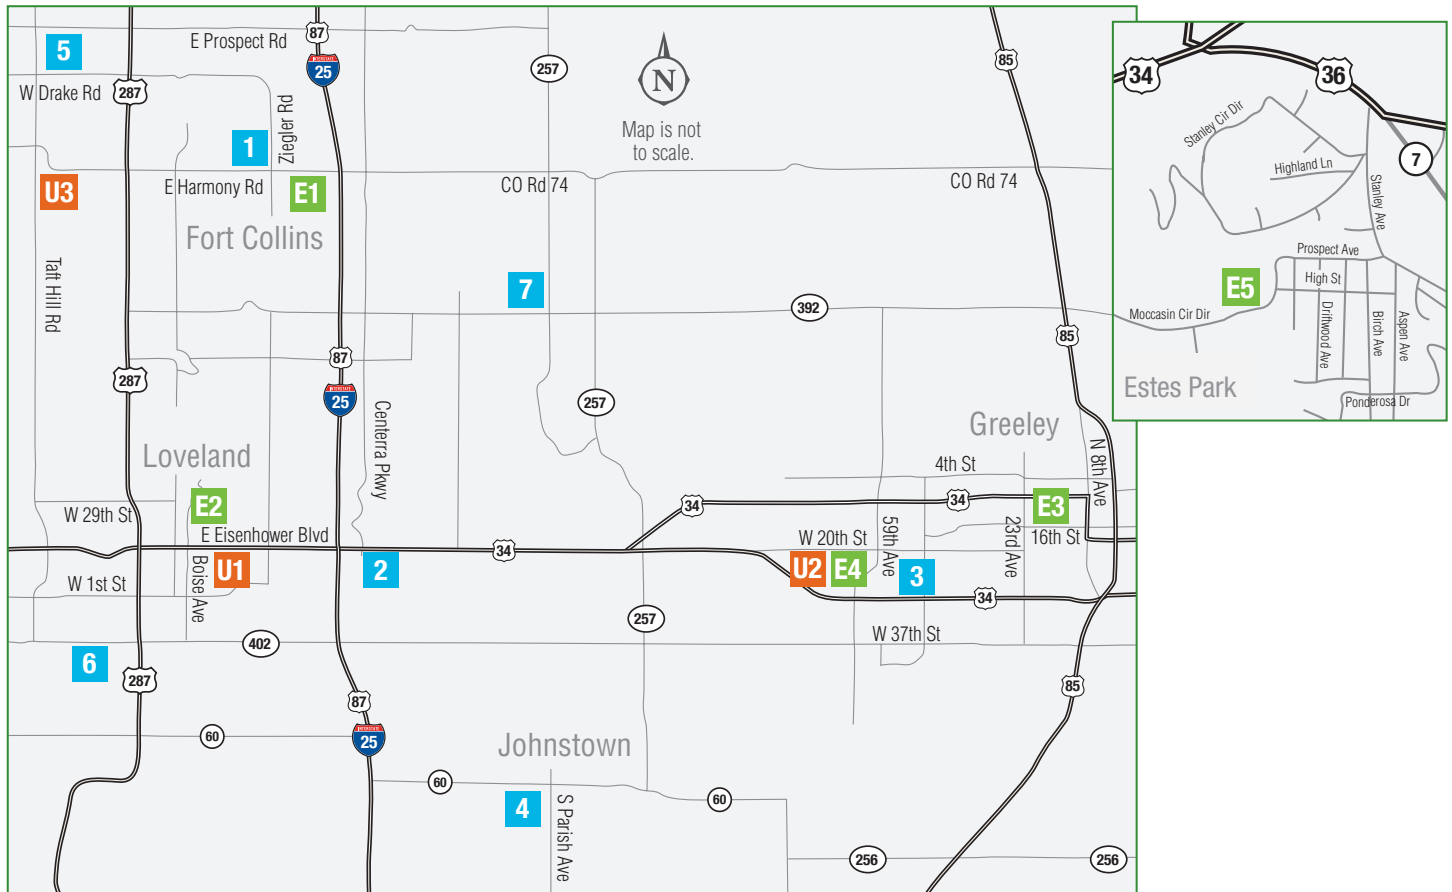 E Prospect Rd
87
INTERSTATE
25
257
N
Map is not
to scale.
85
5
W Drake Rd
287
Ziegler Rd
1
U3
E Harmony Rd
E1
CO Rd 74
CO Rd 74
Fort Collins
Taft Hill Rd
7
392
87
85
287
INTERSTATE
25
257
Centerra Pkwy
Loveland
Greeley
4th St
N 8th Ave
E2
W 29th St
34
34
E3
E Eisenhower Blvd
34
W 20th St
59th Ave
23rd Ave
16th St
Boise Ave
U1
2
U2
E4
3
W 1st St
34
257
402
W 37th St
6
287
87
85
60
INTERSTATE
25
Johnstown
60
60
4
S Parish Ave
256
256
34
36
Stanley Cir Dir
7
Highland Ln
Stanley Ave
Prospect Ave
High St
E5
Moccasin Cir Dir
Driftwood Ave
Birch Ave
Aspen Ave
Estes Park
Ponderosa Dr